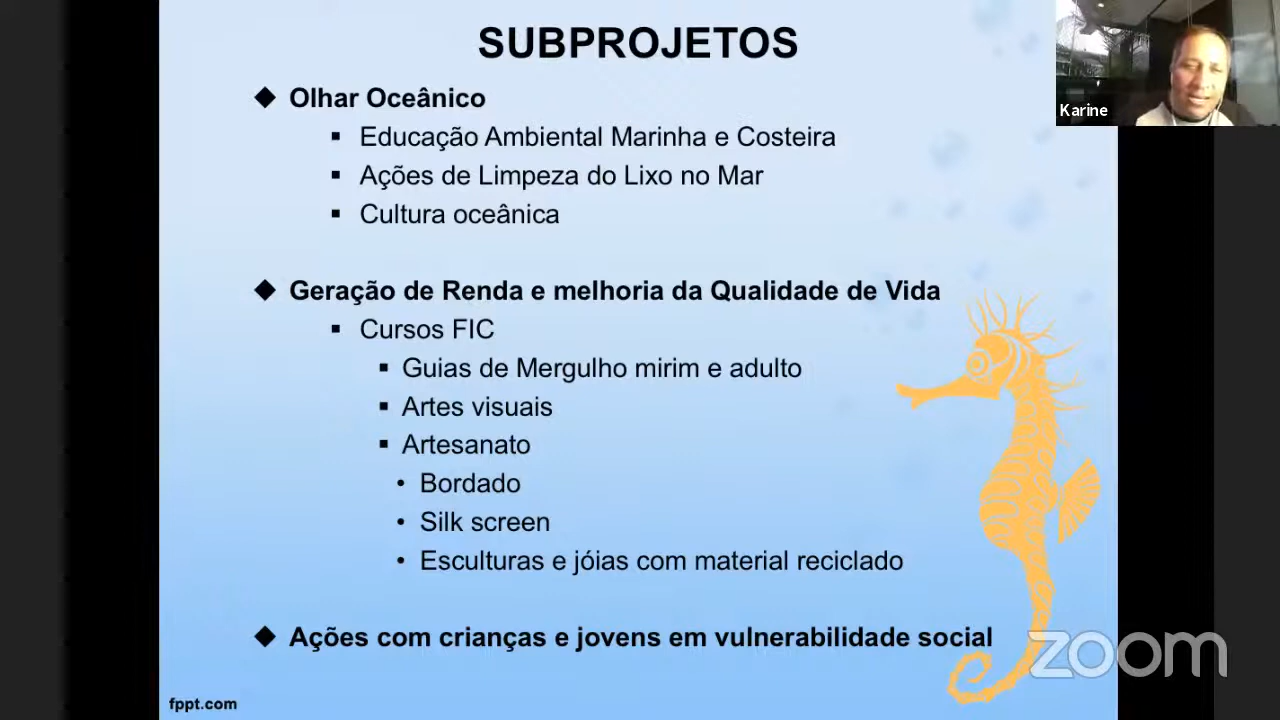 SUBPROJETOS
Olhar Oceânico
Educação Ambiental Marinha e Costeira
Ações de Limpeza do Lixo no Mar
Cultura oceânica
Geração de Renda e melhoria da Qualidade de Vida
Cursos FIC
Guias de Mergulho mirim e adulto
Artes visuais
Artesanato
Bordado
Silk screen
Esculturas e jóias com material reciclado
Ações com crianças e jovens em vulnerabilidade social
fppt.com
Karine
zoom